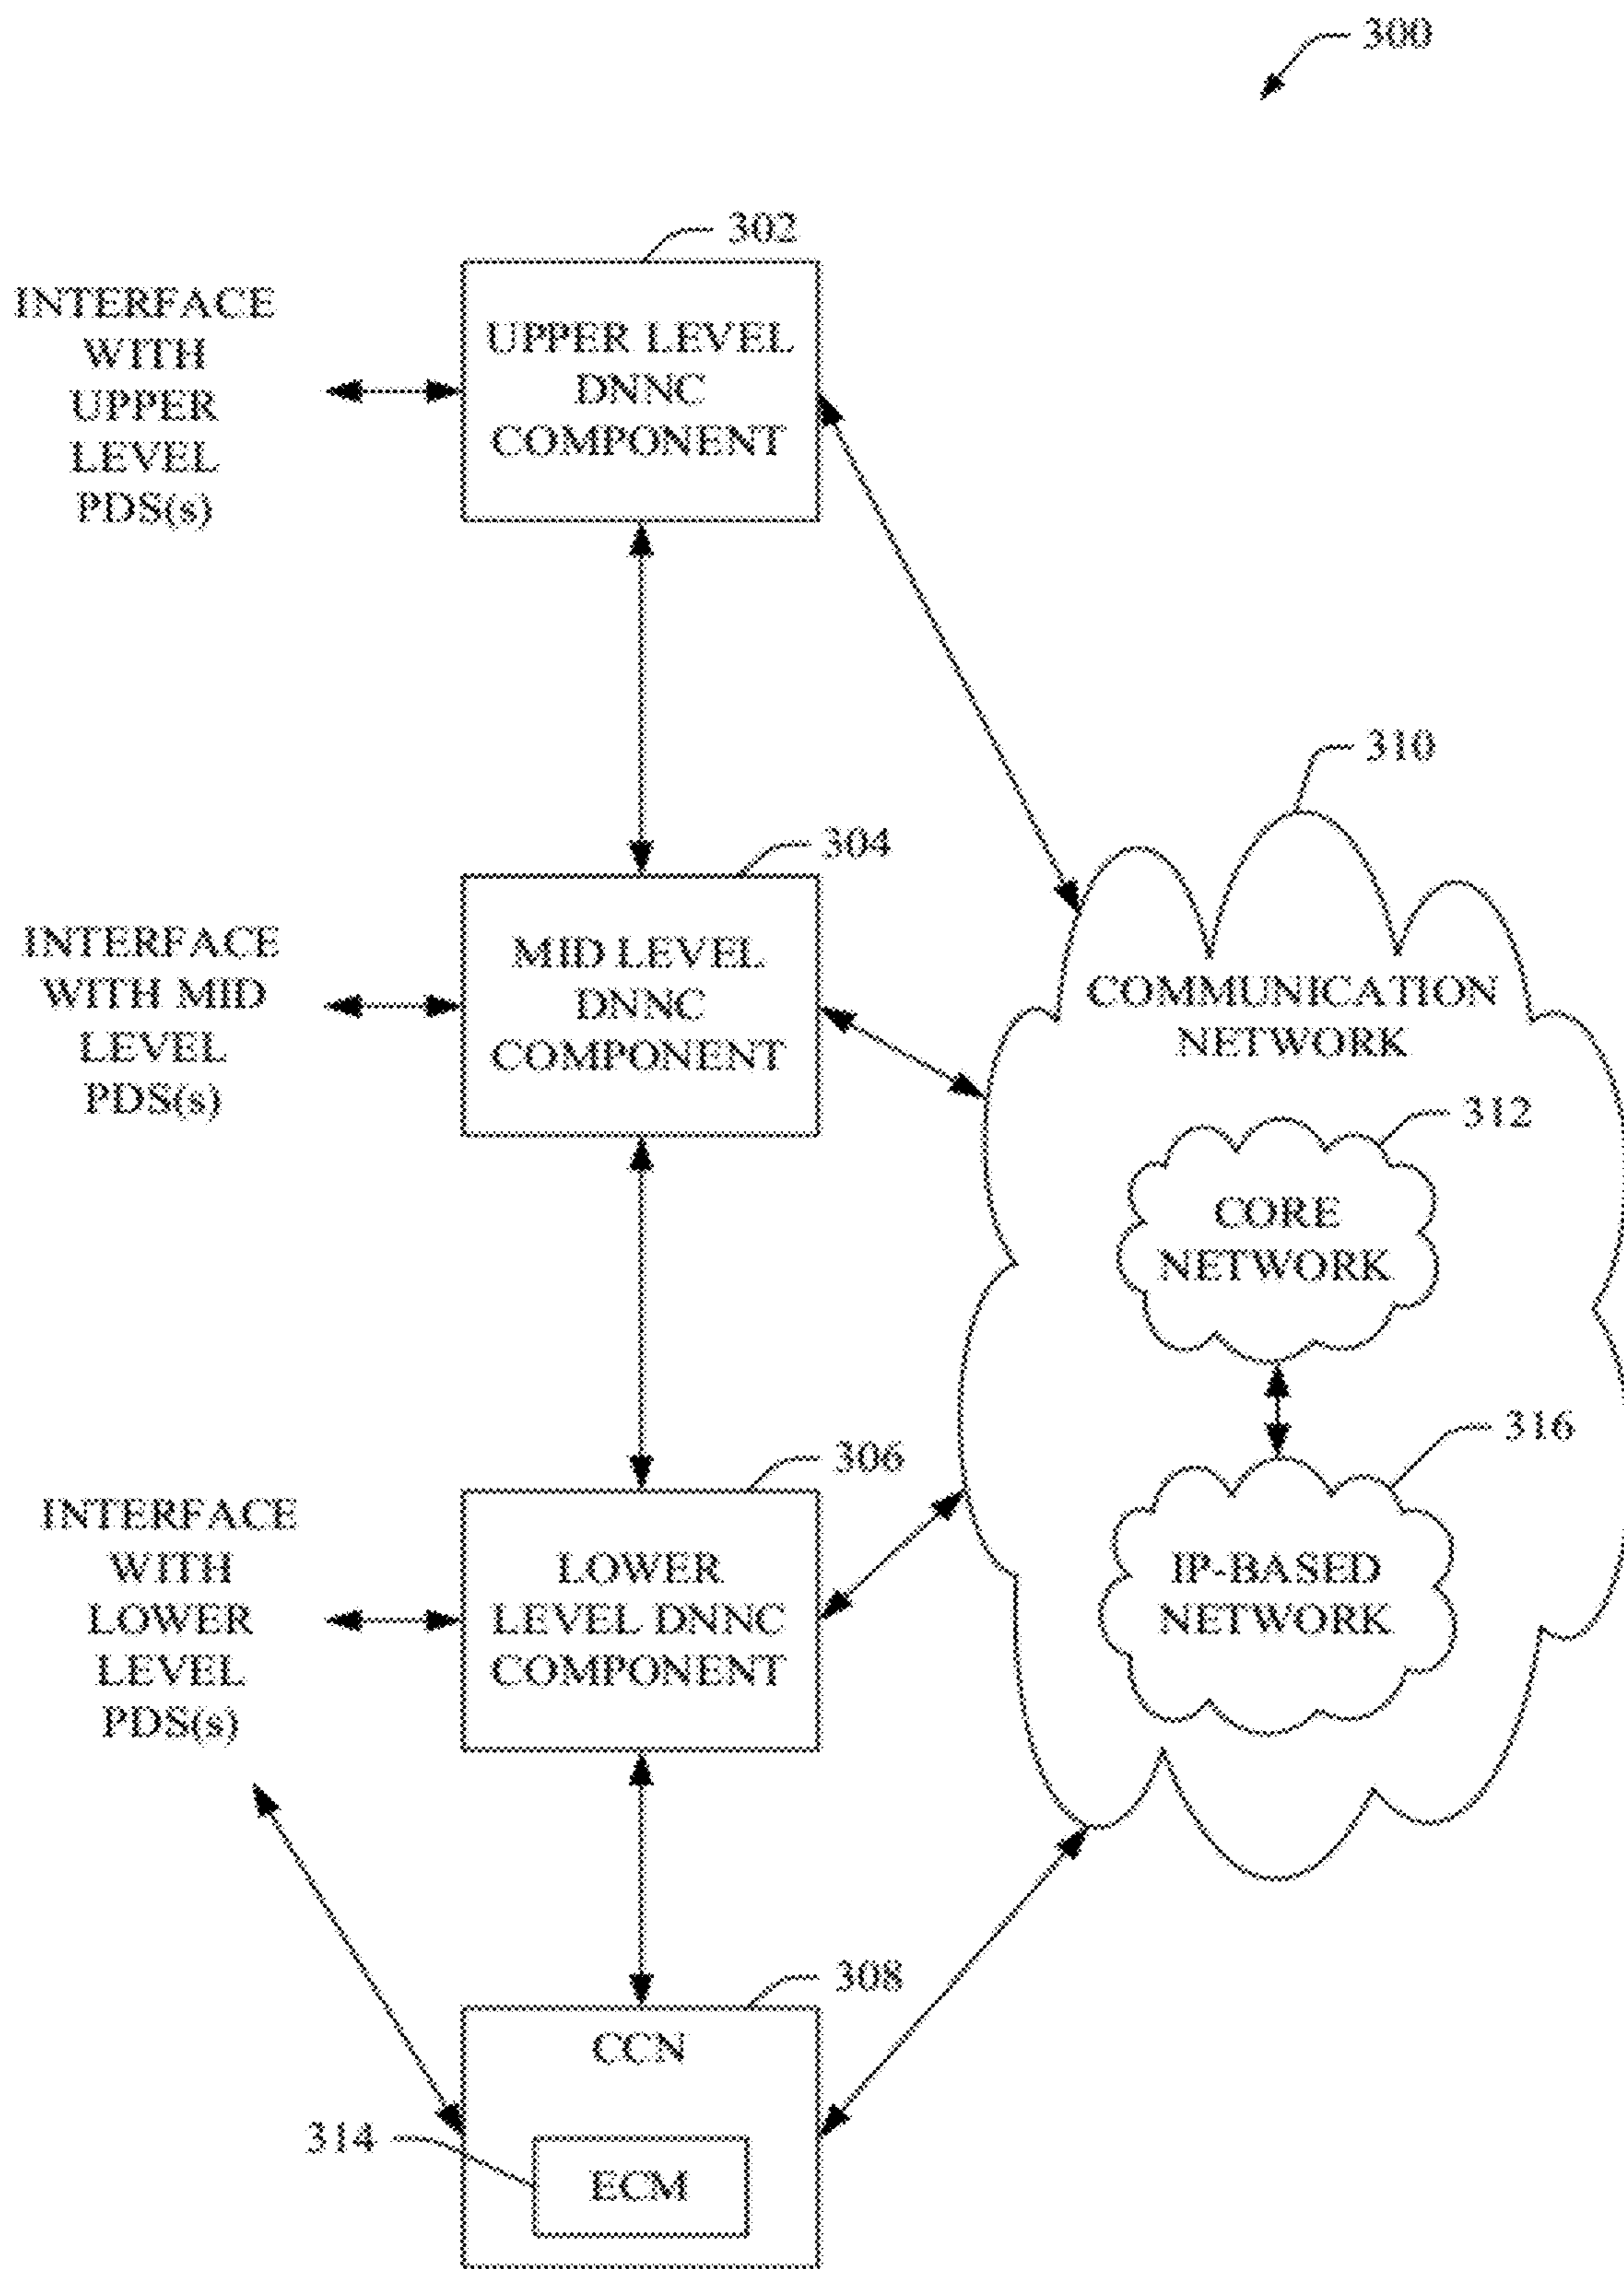 300
302
INTERFACE
WITH
UPPER
LEVEL
PDS(s)
UPPER LEVEL
DNNC
COMPONENT
310
304
INTERFACE
WITH MID
LEVEL
PDS(s)
MID LEVEL
DNNC
COMPONENT
COMMUNICATION
NETWORK
312
CORE
NETWORK
316
IP-BASED
NETWORK
306
INTERFACE
WITH
LOWER
LEVEL
PDS(s)
LOWER
LEVEL DNNC
COMPONENT
308
CCN
314
ECM